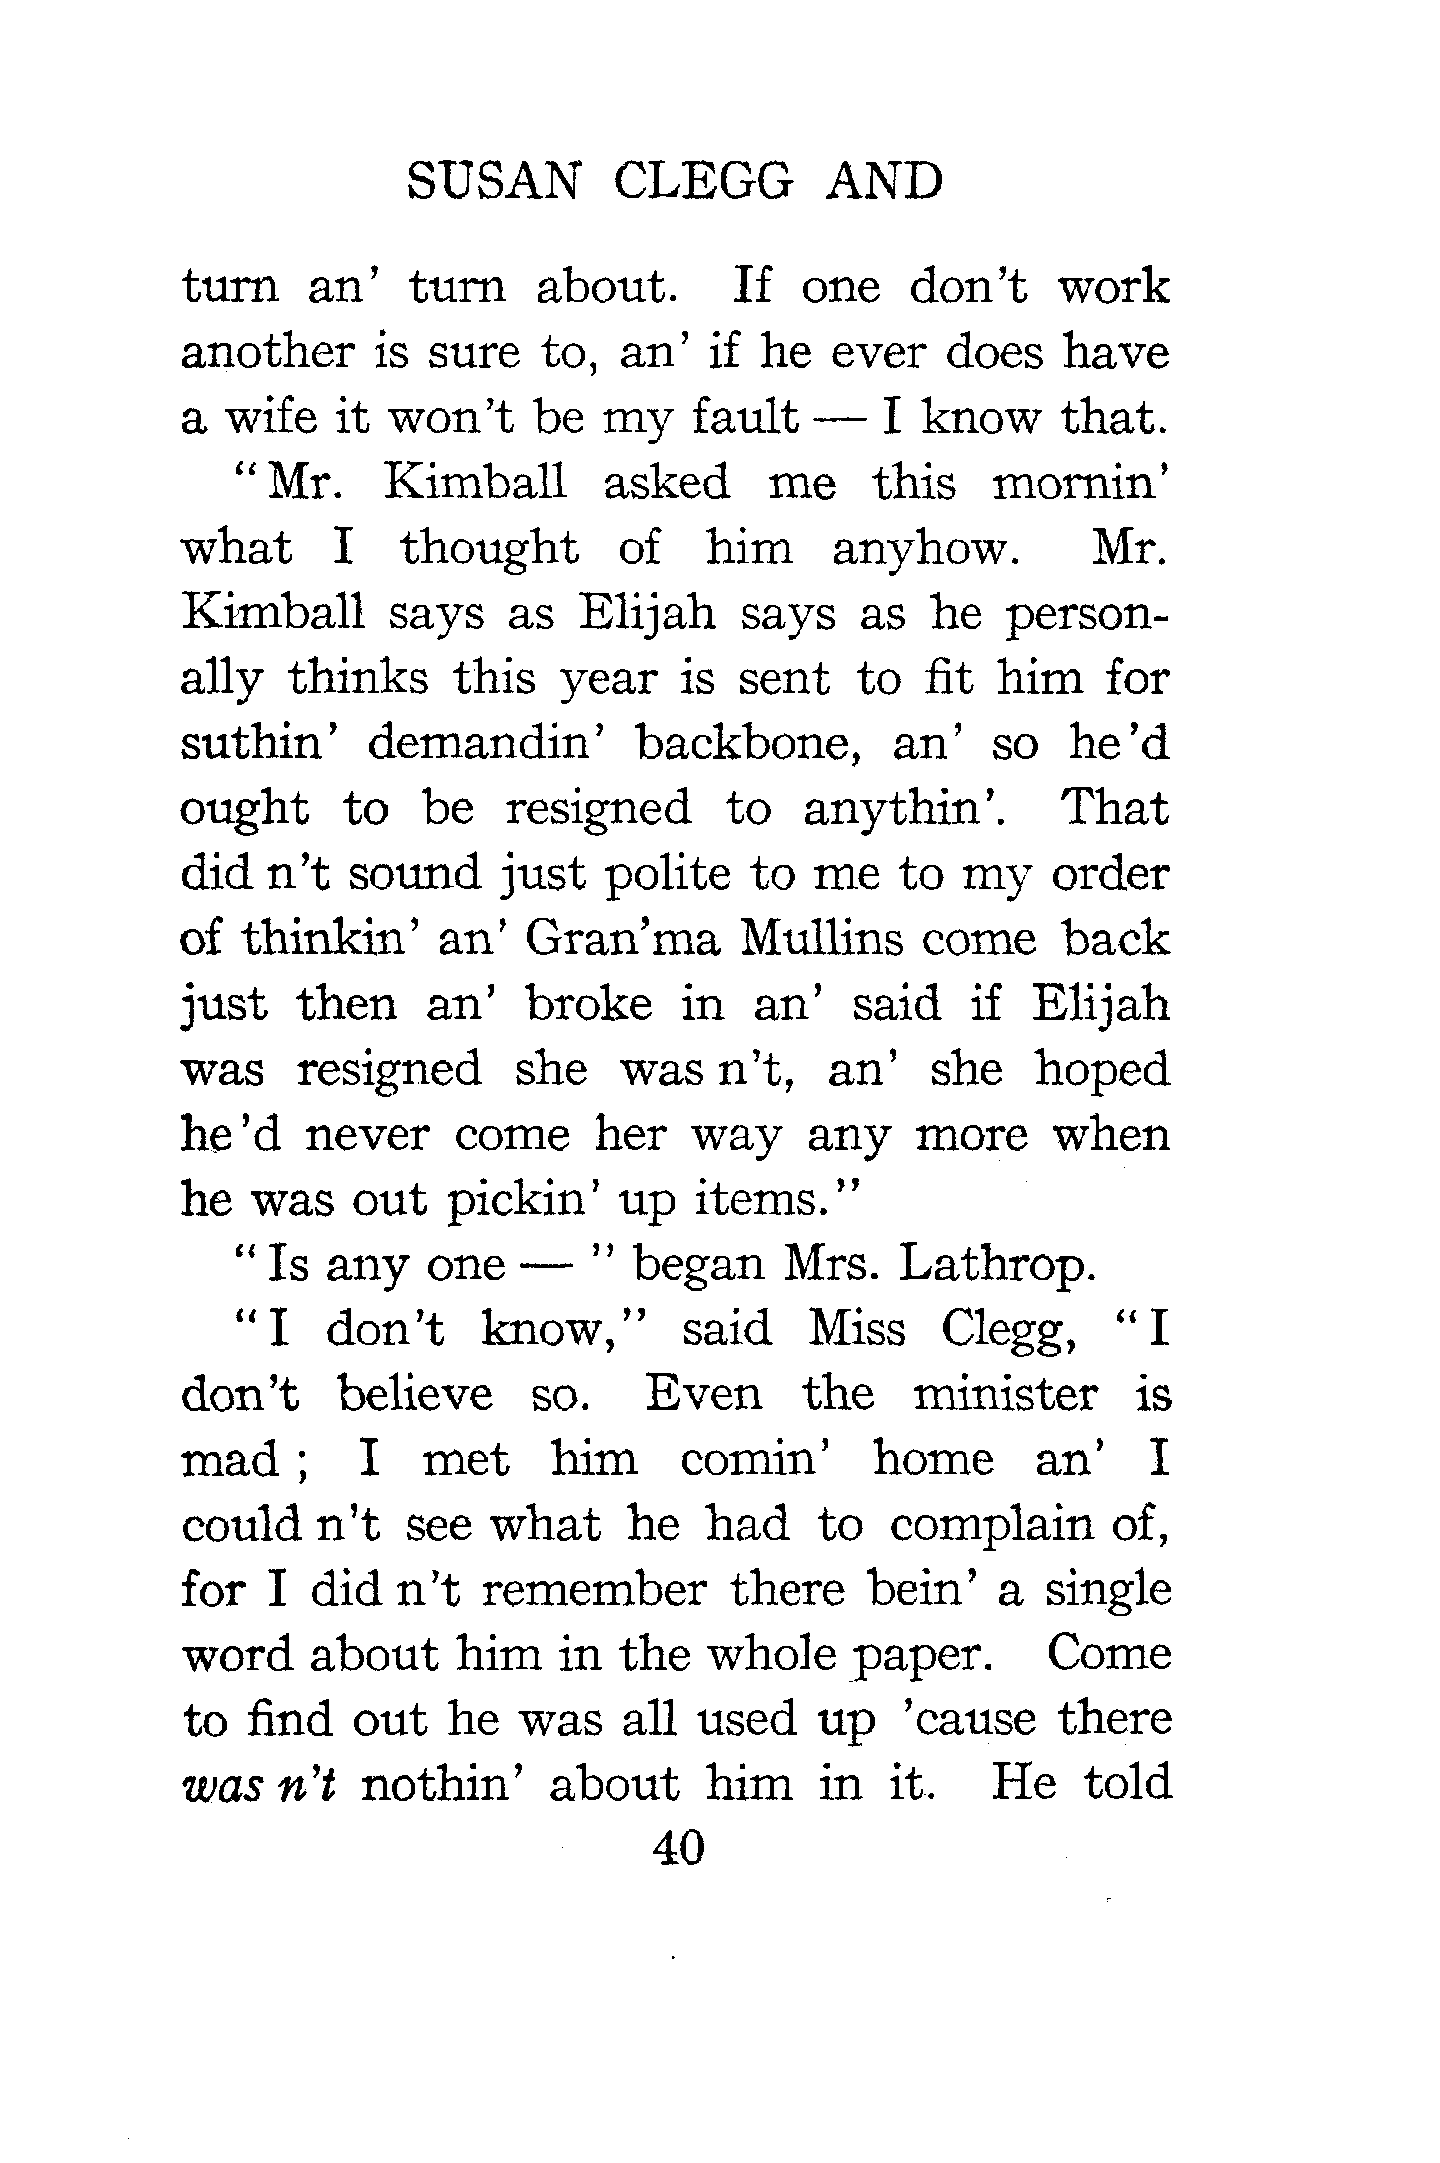 SUSAN CLEGG AND
turn an' turn about. If one don't work
another is sure to, an' if he ever does have
a wife it won't be my fault — I know that.
"Mr. Kimball asked me this mornin'
what I thought of him anyhow. Mr.
Kimball says as Elijah says as he person-
ally thinks this year is sent to fit him for
suthin' demandin' backbone, an' so he'd
ought to be resigned to anythin'. That
did n't sound just polite to me to my order
of thinkin' an' Gran'ma Mullins come back
just then an' broke in an' said if Elijah
was resigned she was n't, an' she hoped
he'd never come her way any more when
he was out pickin' up items."
"Is any one — " began Mrs. Lathrop.
"I don't know," said Miss Clegg, "I
don't believe so. Even the minister is
mad; I met him comin' home an' I
could n't see what he had to complain of,
for I did n't remember there bein' a single
word about him in the whole paper. Come
to find out he was all used up 'cause there
was n't nothin' about him in it. He told
40